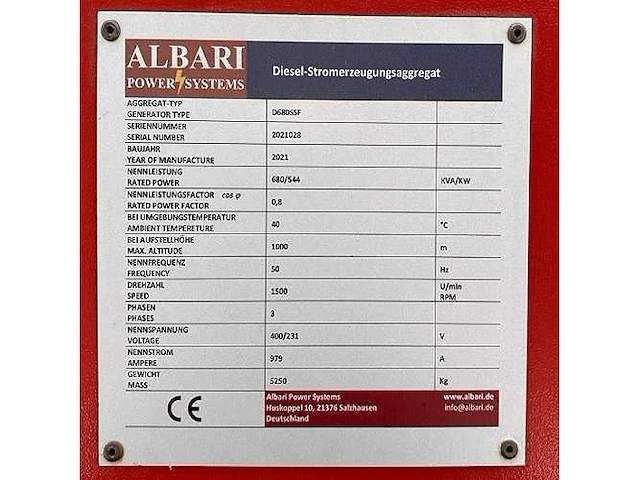 ALBARI
POWER SYSTEMS
Diesel-Stromerzeugungsaggregat
AGGREGAT-TYP
GENERATOR TYPE
D680SSF
SERIENNUMMER
SERIAL NUMBER
2021028
BAUJAHR
YEAR OF MANUFACTURE
2021
NENNLEISTUNG
RATED POWER
680/544
KVA/KW
NENNLEISTUNGSFACTOR cos φ
RATED POWER FACTOR
0,8
BEI UMGEBUNGSTEMPERATUR
AMBIENT TEMPERETURE
40
°C
BEI AUFSTELLHÖHE
MAX. ALTITUDE
1000
m
NENNFREQUENZ
FREQUENCY
50
Hz
DREHZAHL
SPEED
1500
U/min
RPM
PHASEN
PHASES
3
NENNSPANNUNG
VOLTAGE
400/231
V
NENNSTROM
AMPERE
979
A
GEWICHT
MASS
5250
Kg
CE
Albari Power Systems
Huskoppel 10, 21376 Salzhausen
Deutschland
www.albari.de
info@albari.de